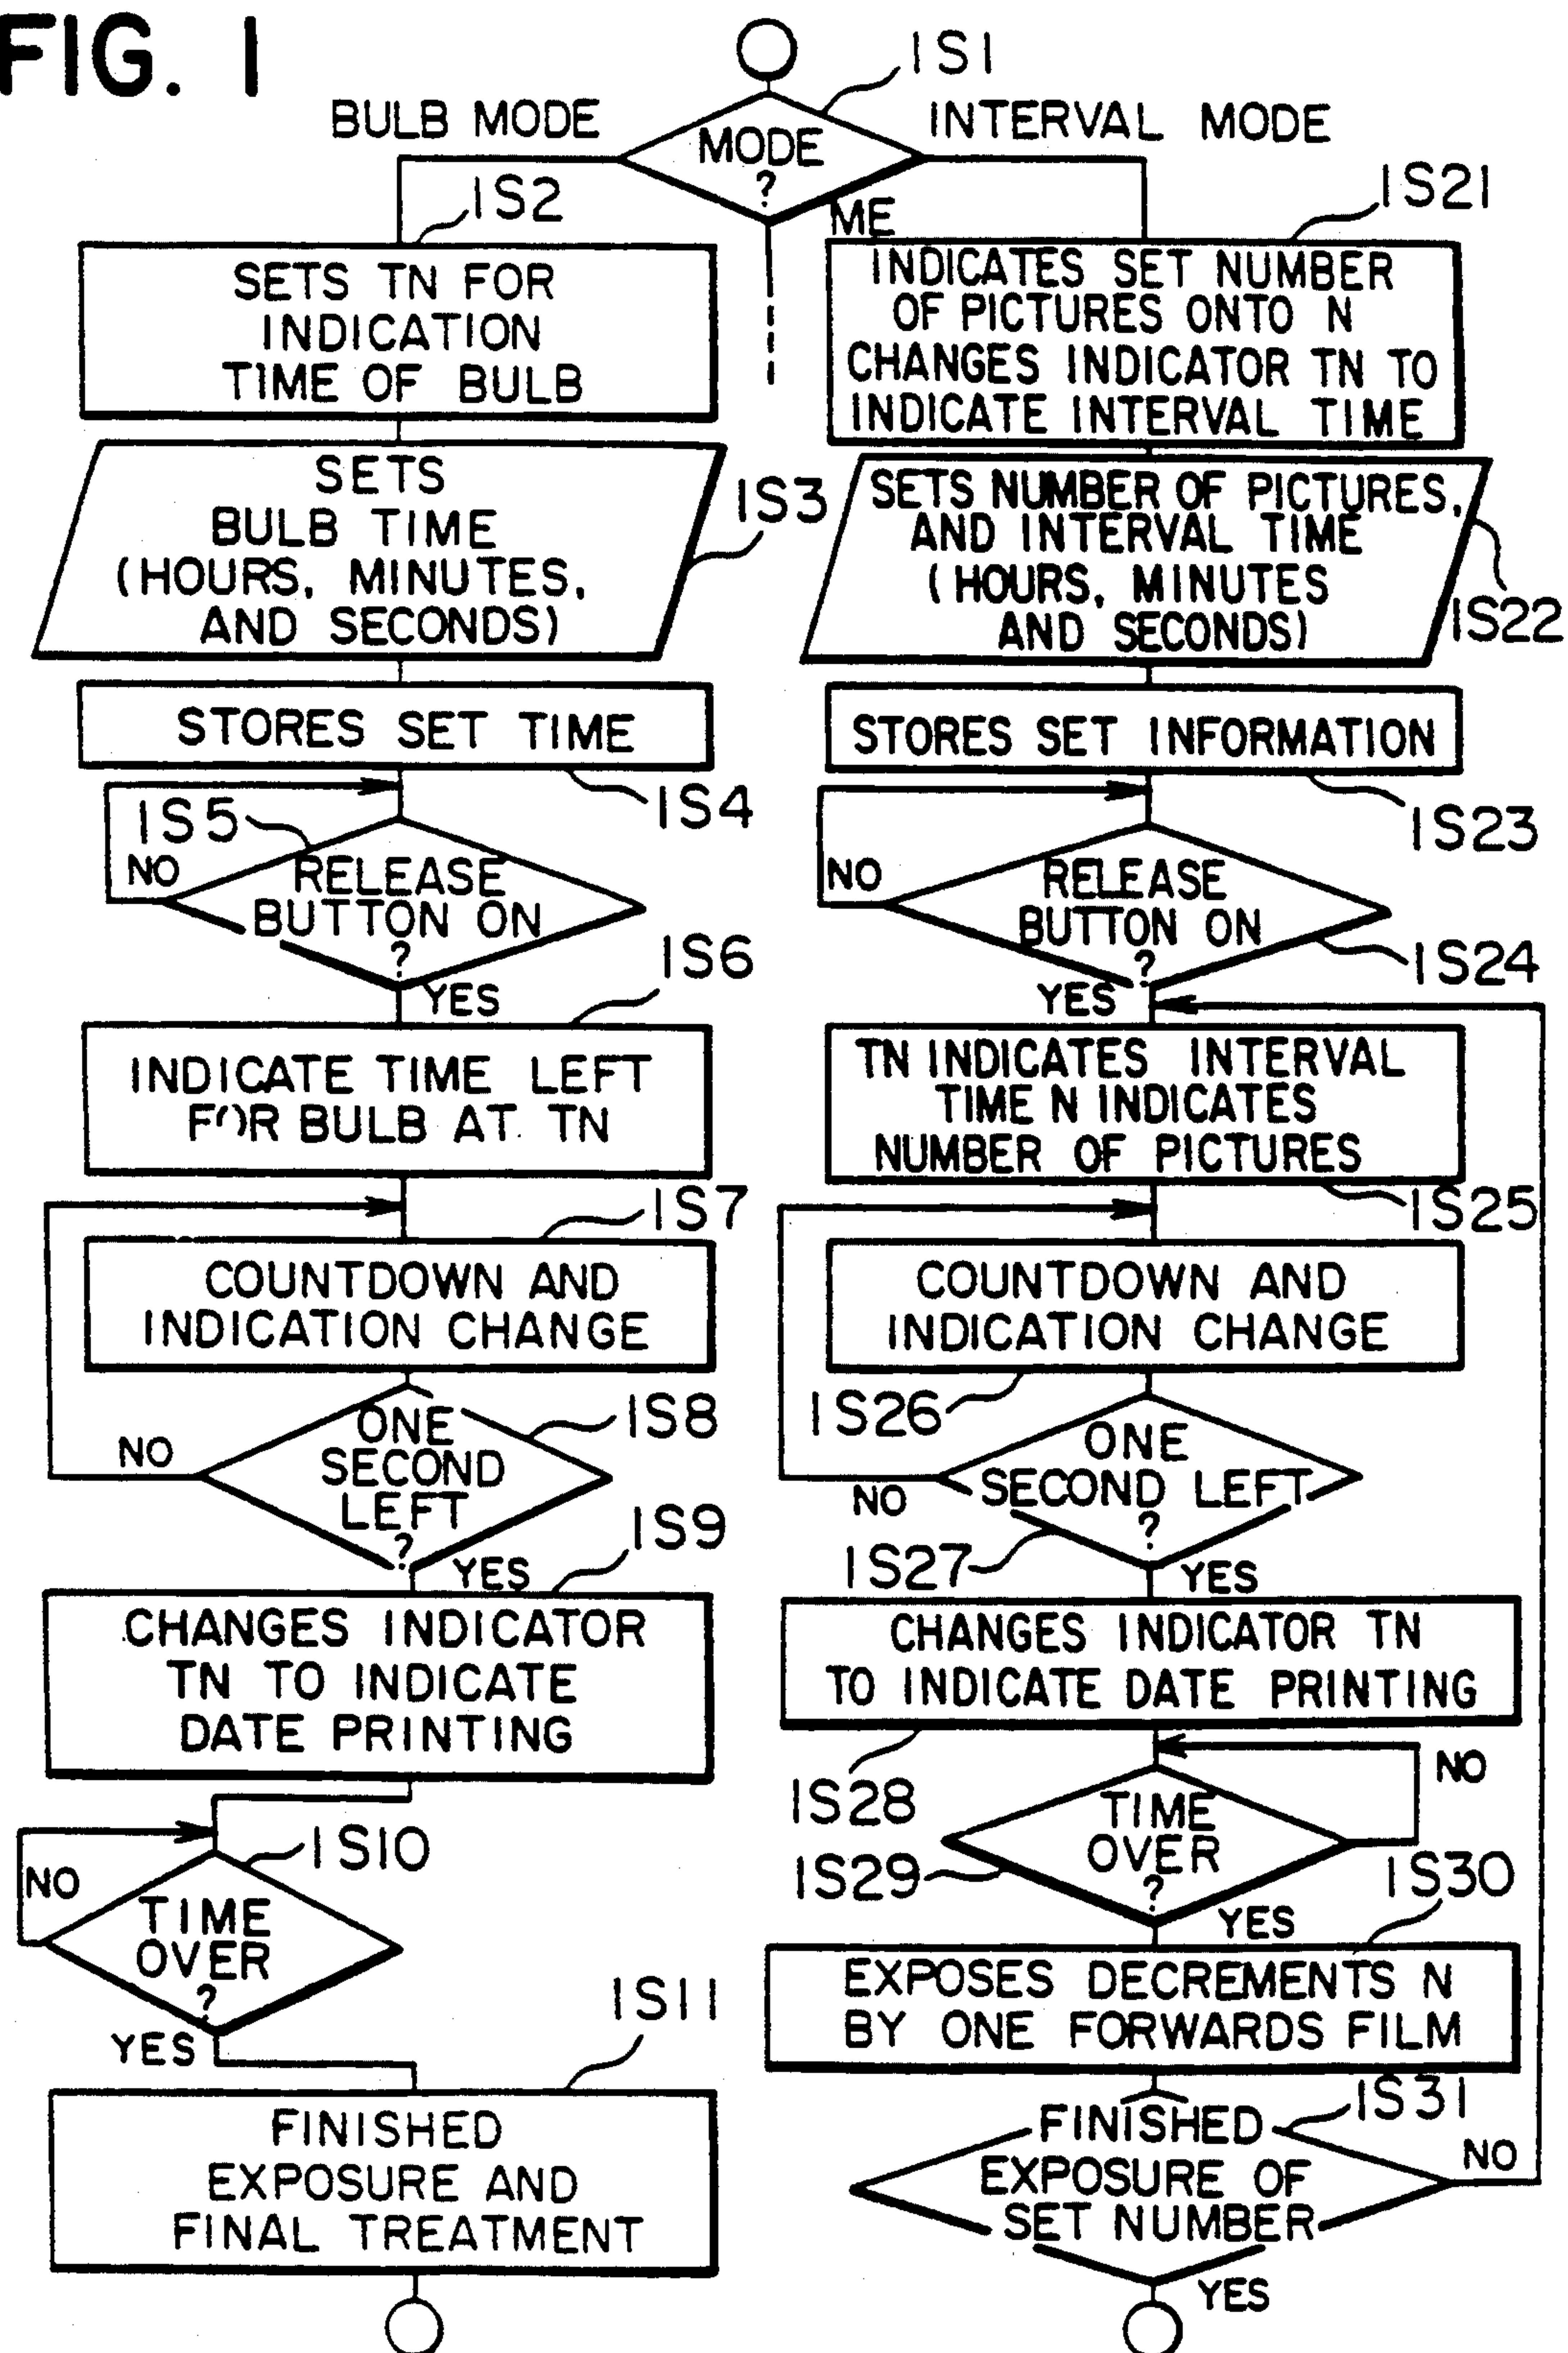 FIG. 1
1S1
BULB MODE
INTERVAL MODE
MODE
?
ME
1S2
SETS TN FOR
INDICATION
TIME OF BULB
SETS
BULB TIME
(HOURS, MINUTES,
AND SECONDS)
1S3
STORES SET TIME
1S4
1S5
NO
RELEASE
BUTTON ON
?
YES
1S6
INDICATE TIME LEFT
FOR BULB AT TN
1S7
COUNTDOWN AND
INDICATION CHANGE
1S8
NO
ONE
SECOND
LEFT
?
YES
1S9
CHANGES INDICATOR
TN TO INDICATE
DATE PRINTING
1S10
NO
TIME
OVER
?
YES
1S11
FINISHED
EXPOSURE AND
FINAL TREATMENT
1S21
INDICATES SET NUMBER
OF PICTURES ONTO N
CHANGES INDICATOR TN TO
INDICATE INTERVAL TIME
SETS NUMBER OF PICTURES,
AND INTERVAL TIME
(HOURS, MINUTES
AND SECONDS)
1S22
STORES SET INFORMATION
1S23
NO
RELEASE
BUTTON ON
?
1S24
YES
TN INDICATES INTERVAL
TIME N INDICATES
NUMBER OF PICTURES
1S25
COUNTDOWN AND
INDICATION CHANGE
1S26
ONE
SECOND LEFT
?
NO
1S27
YES
CHANGES INDICATOR TN
TO INDICATE DATE PRINTING
1S28
NO
TIME
OVER
?
1S29
YES
1S30
EXPOSES DECREMENTS N
BY ONE FORWARDS FILM
1S31
FINISHED
EXPOSURE OF
SET NUMBER
NO
YES